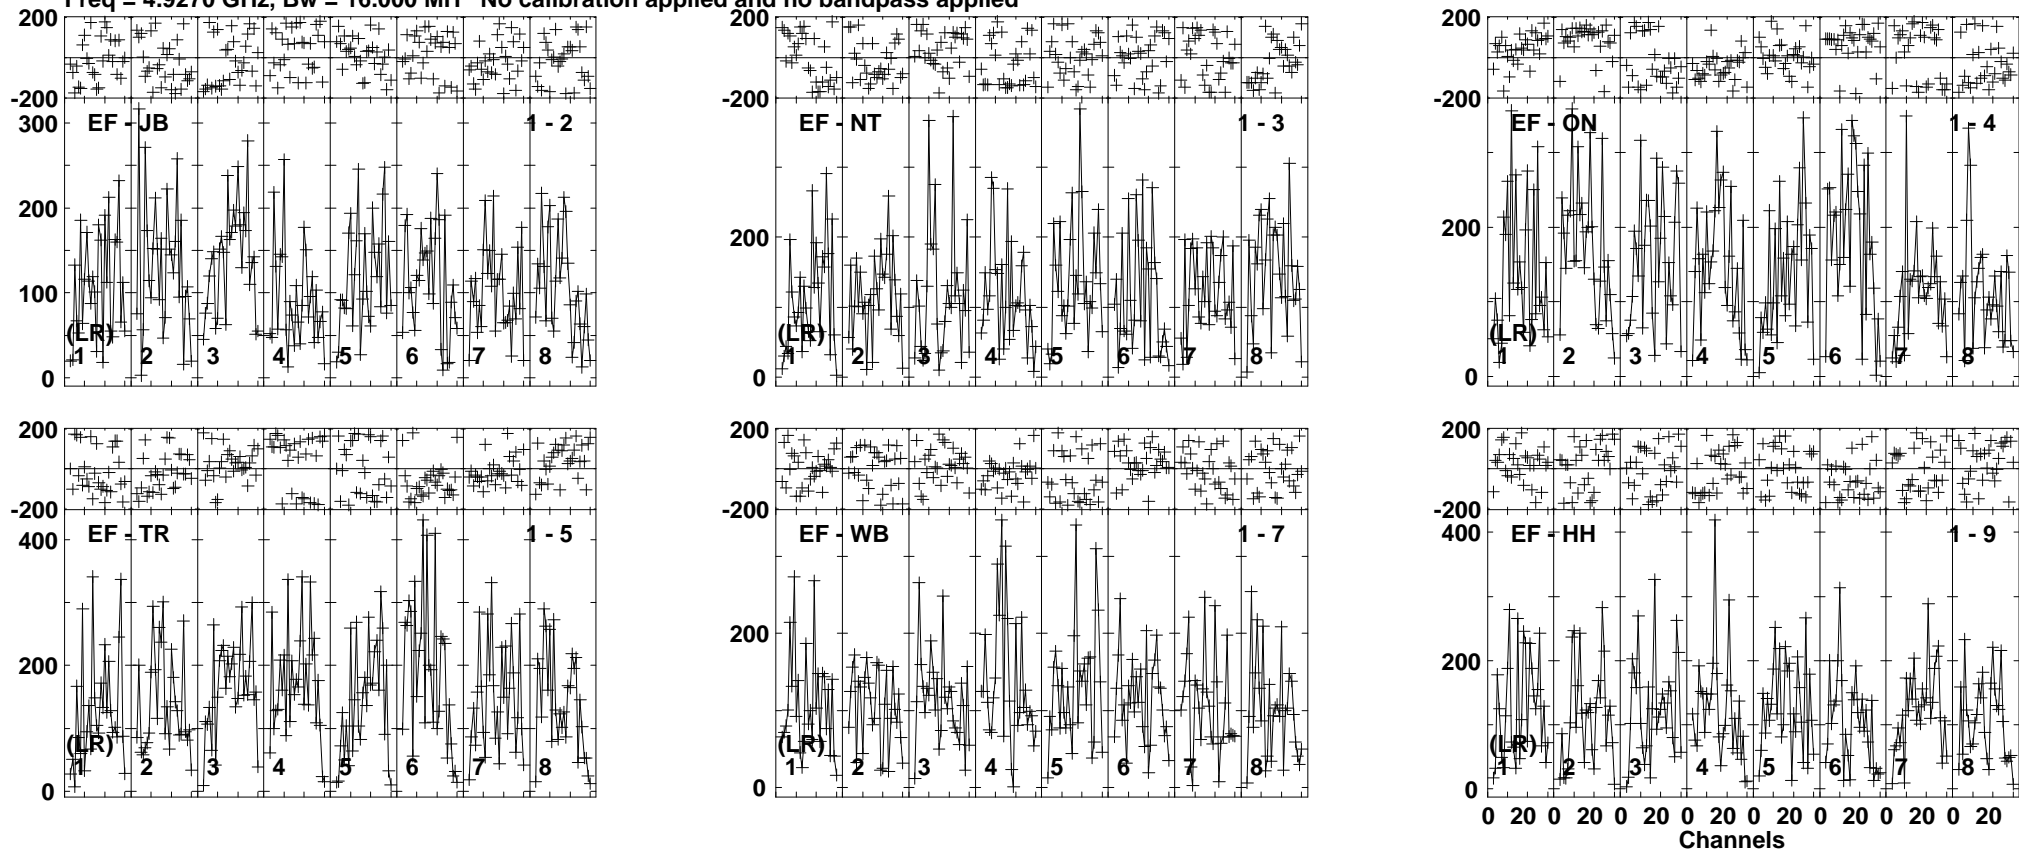 Freq = 4.9270 GHz, Bw = 16.000 MH No calibration applied and no bandpass applied
200 200 200
-200 -200 -200
EF - JB 1 - 2 EF - NT 1 - 3 EF - ON 1 - 4
300
200 200 200
100
(LR) (LR) (LR)
1 2 3 4 5 6 7 8 1 2 3 4 5 6 7 8 1 2 3 4 5 6 7 8
0 0 0
200 200 200
-200 -200 -200
EF - TR 1 - 5 EF - WB 1 - 7 EF - HH 1 - 9
400 400
200 200 200
(LR) (LR) (LR)
1 2 3 4 5 6 7 8 1 2 3 4 5 6 7 8 1 2 3 4 5 6 7 8
0 0 0
0 20 0 20 0 20 0 20 0 20 0 20 0 20 0 20
Channels